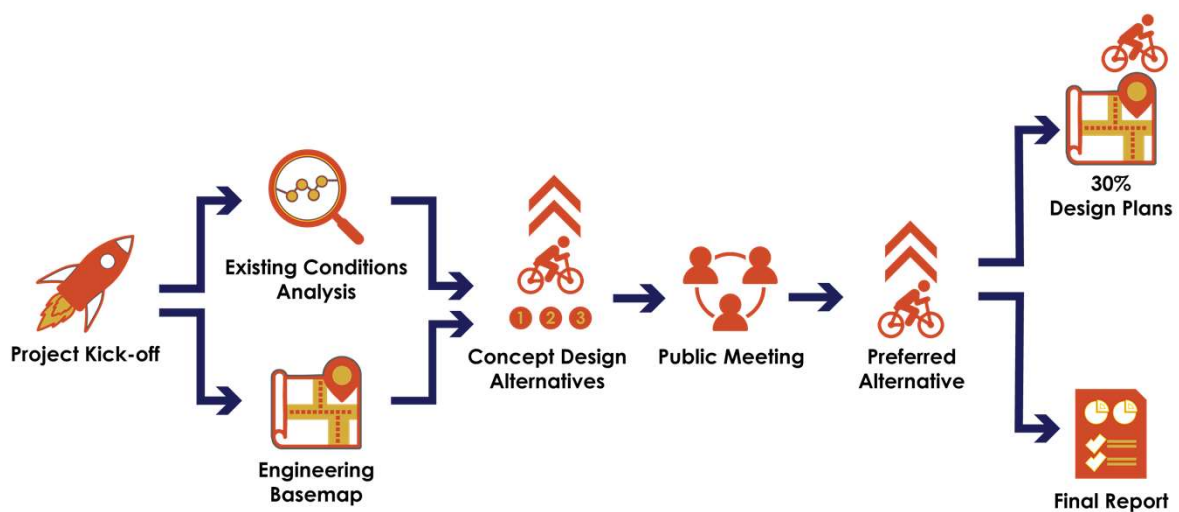 Project Kick-off
Existing Conditions
Analysis
Engineering
Basemap
1 2 3
Concept Design
Alternatives
Public Meeting
Preferred
Alternative
30%
Design Plans
Final Report